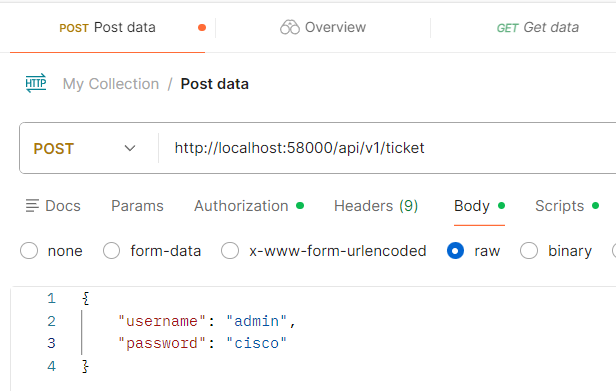 POST Post data Overview GET Get data
HTTP My Collection / Post data
POST http://localhost:58000/api/v1/ticket
Docs Params Authorization Headers (9) Body Scripts
none form-data x-www-form-urlencoded raw binary
1 {
2 "username": "admin",
3 "password": "cisco"
4 }